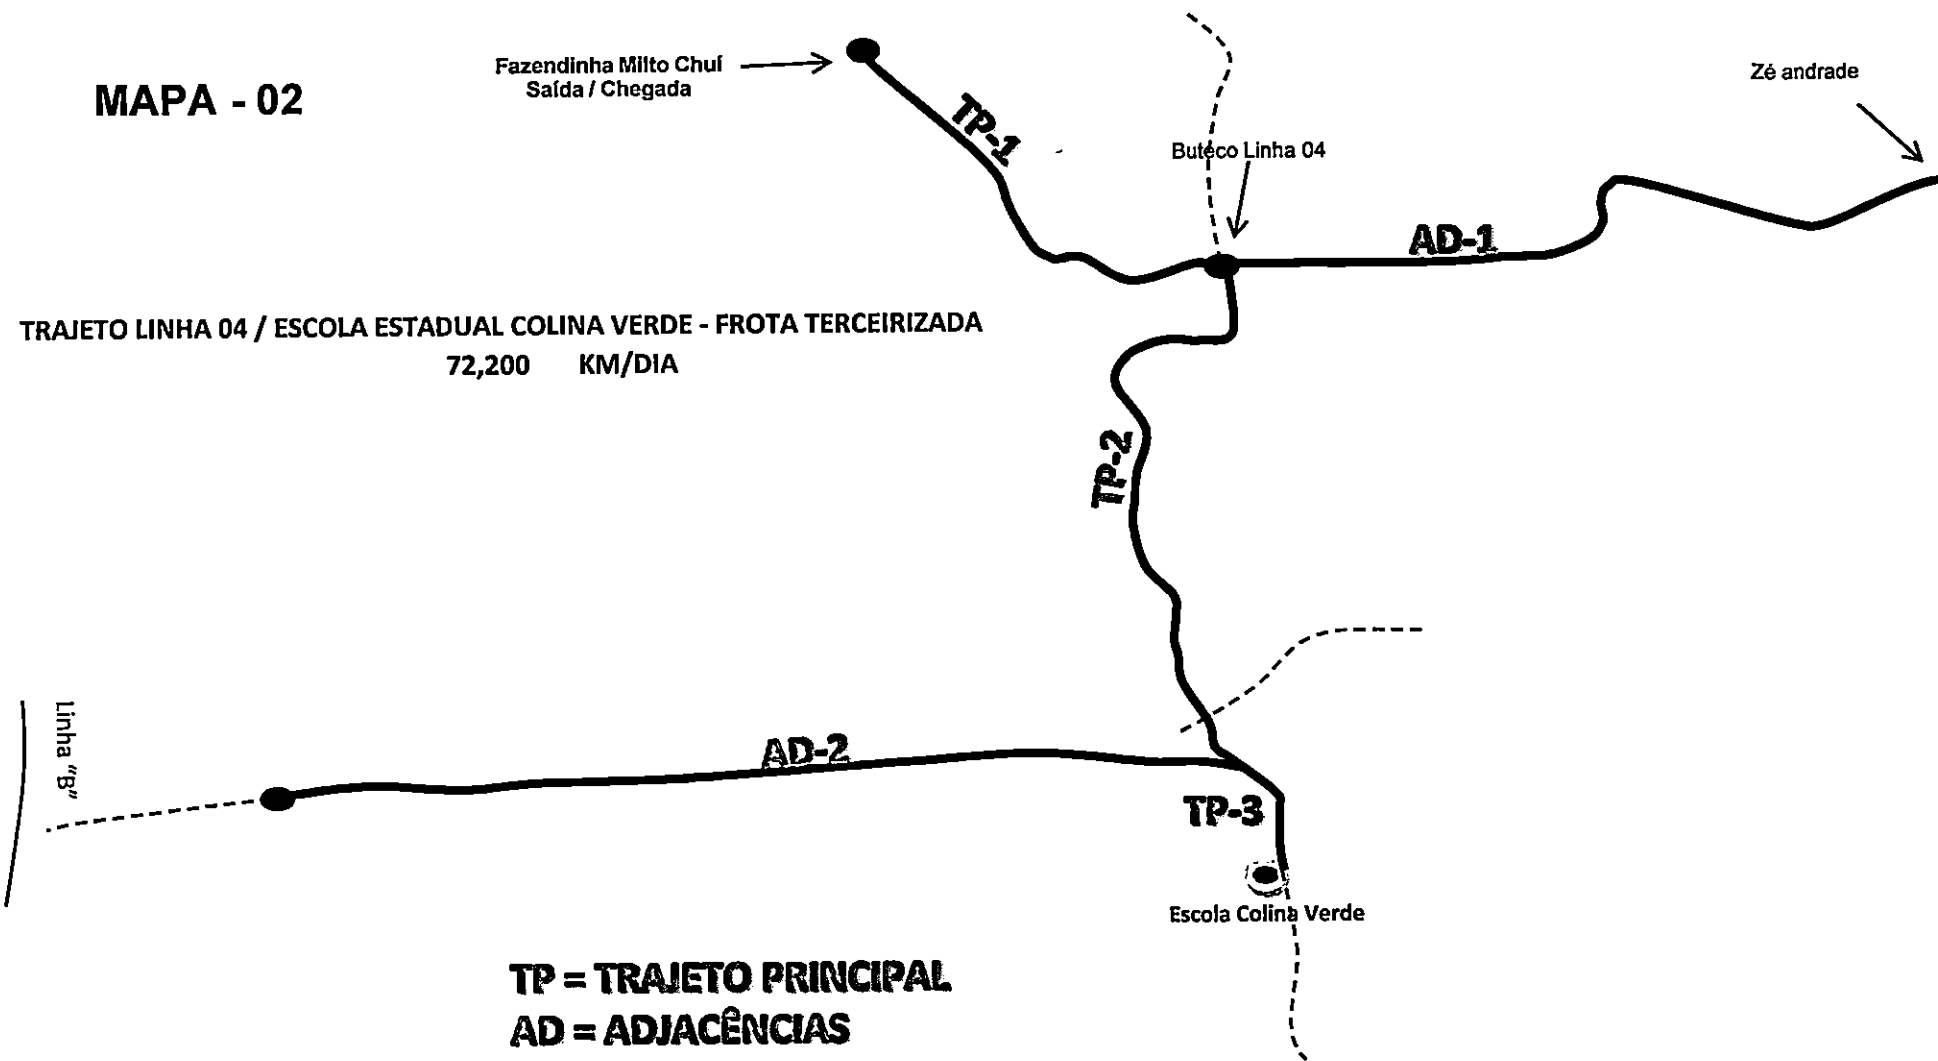 MAPA - 02
Fazendinha Milto Chuí
Saída / Chegada
TP-1
Butéco Linha 04
Zé andrade
AD-1
TRAJETO LINHA 04 / ESCOLA ESTADUAL COLINA VERDE - FROTA TERCEIRIZADA
72,200 KM/DIA
TP-2
Linha "B"
AD-2
TP-3
Escola Colina Verde
TP = TRAJETO PRINCIPAL
AD = ADJACÊNCIAS